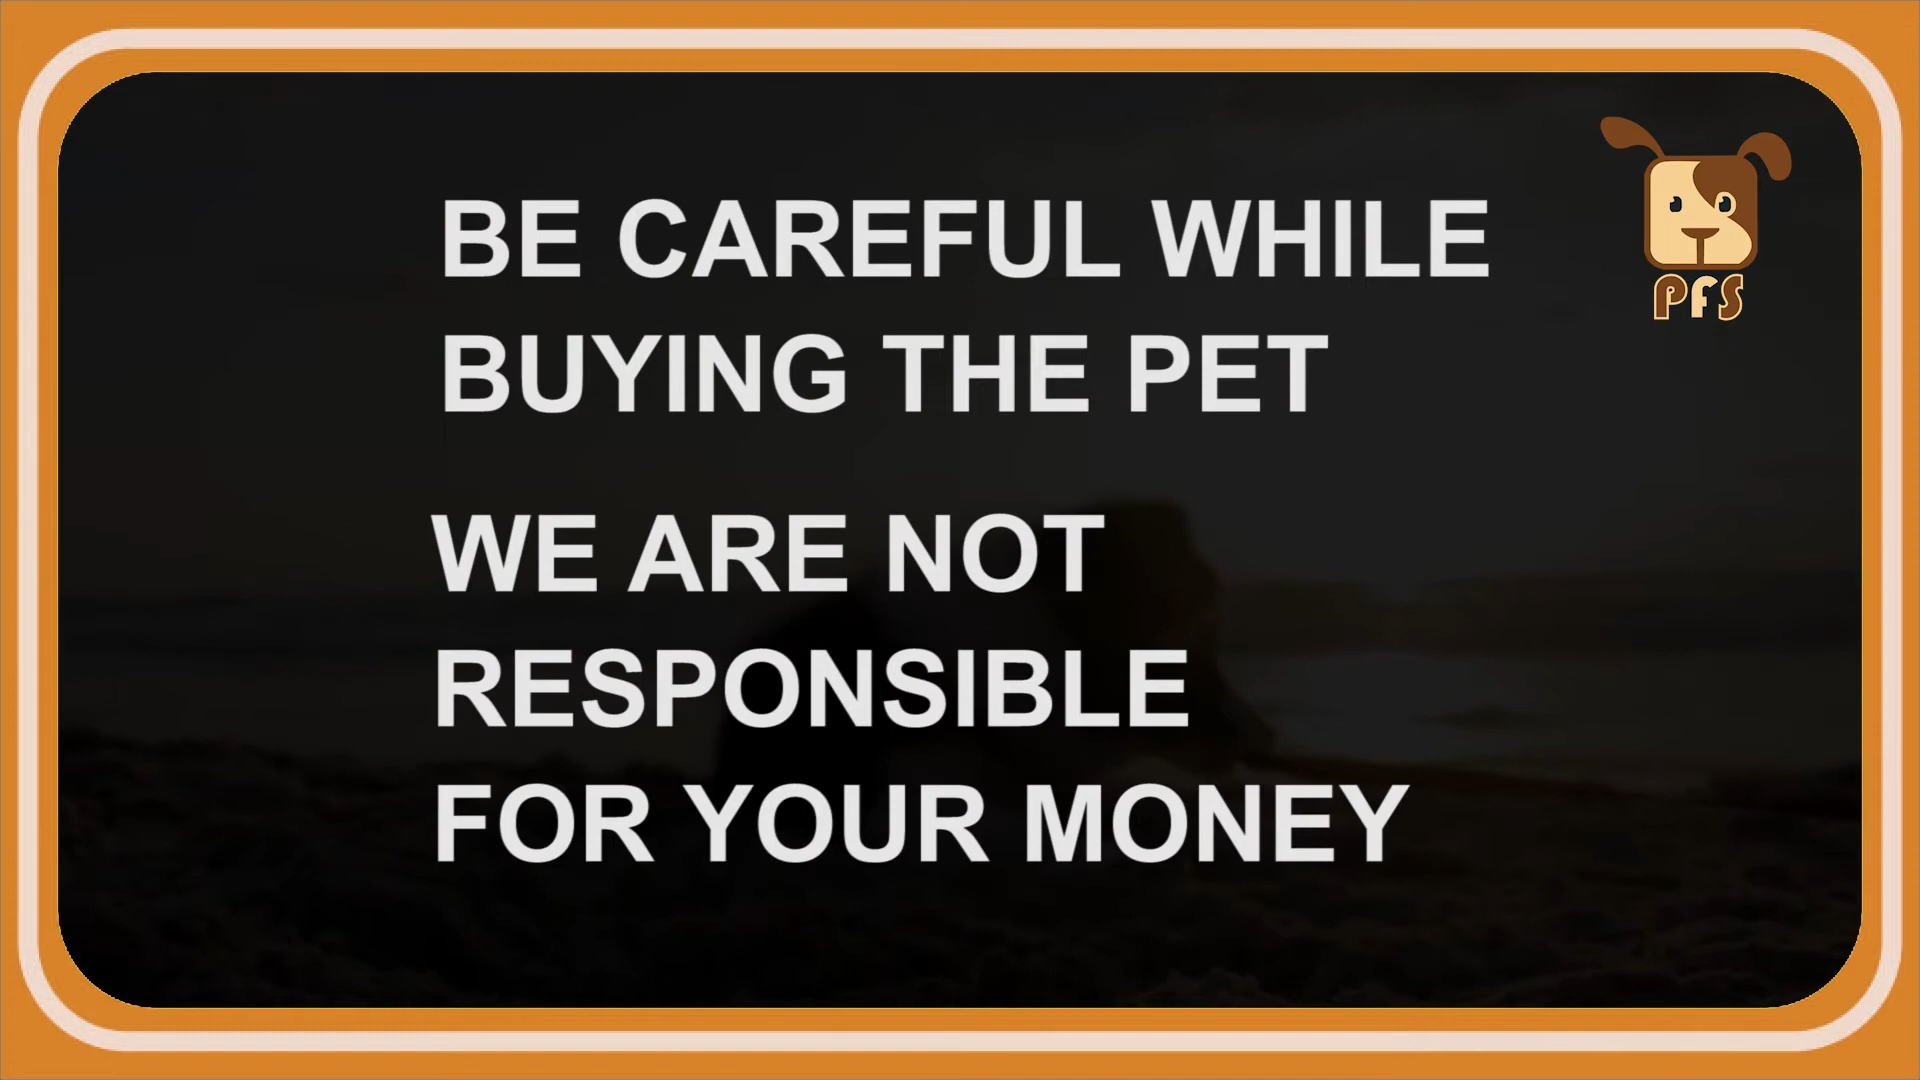 BE CAREFUL WHILE
BUYING THE PET
WE ARE NOT
RESPONSIBLE
FOR YOUR MONEY
PFS